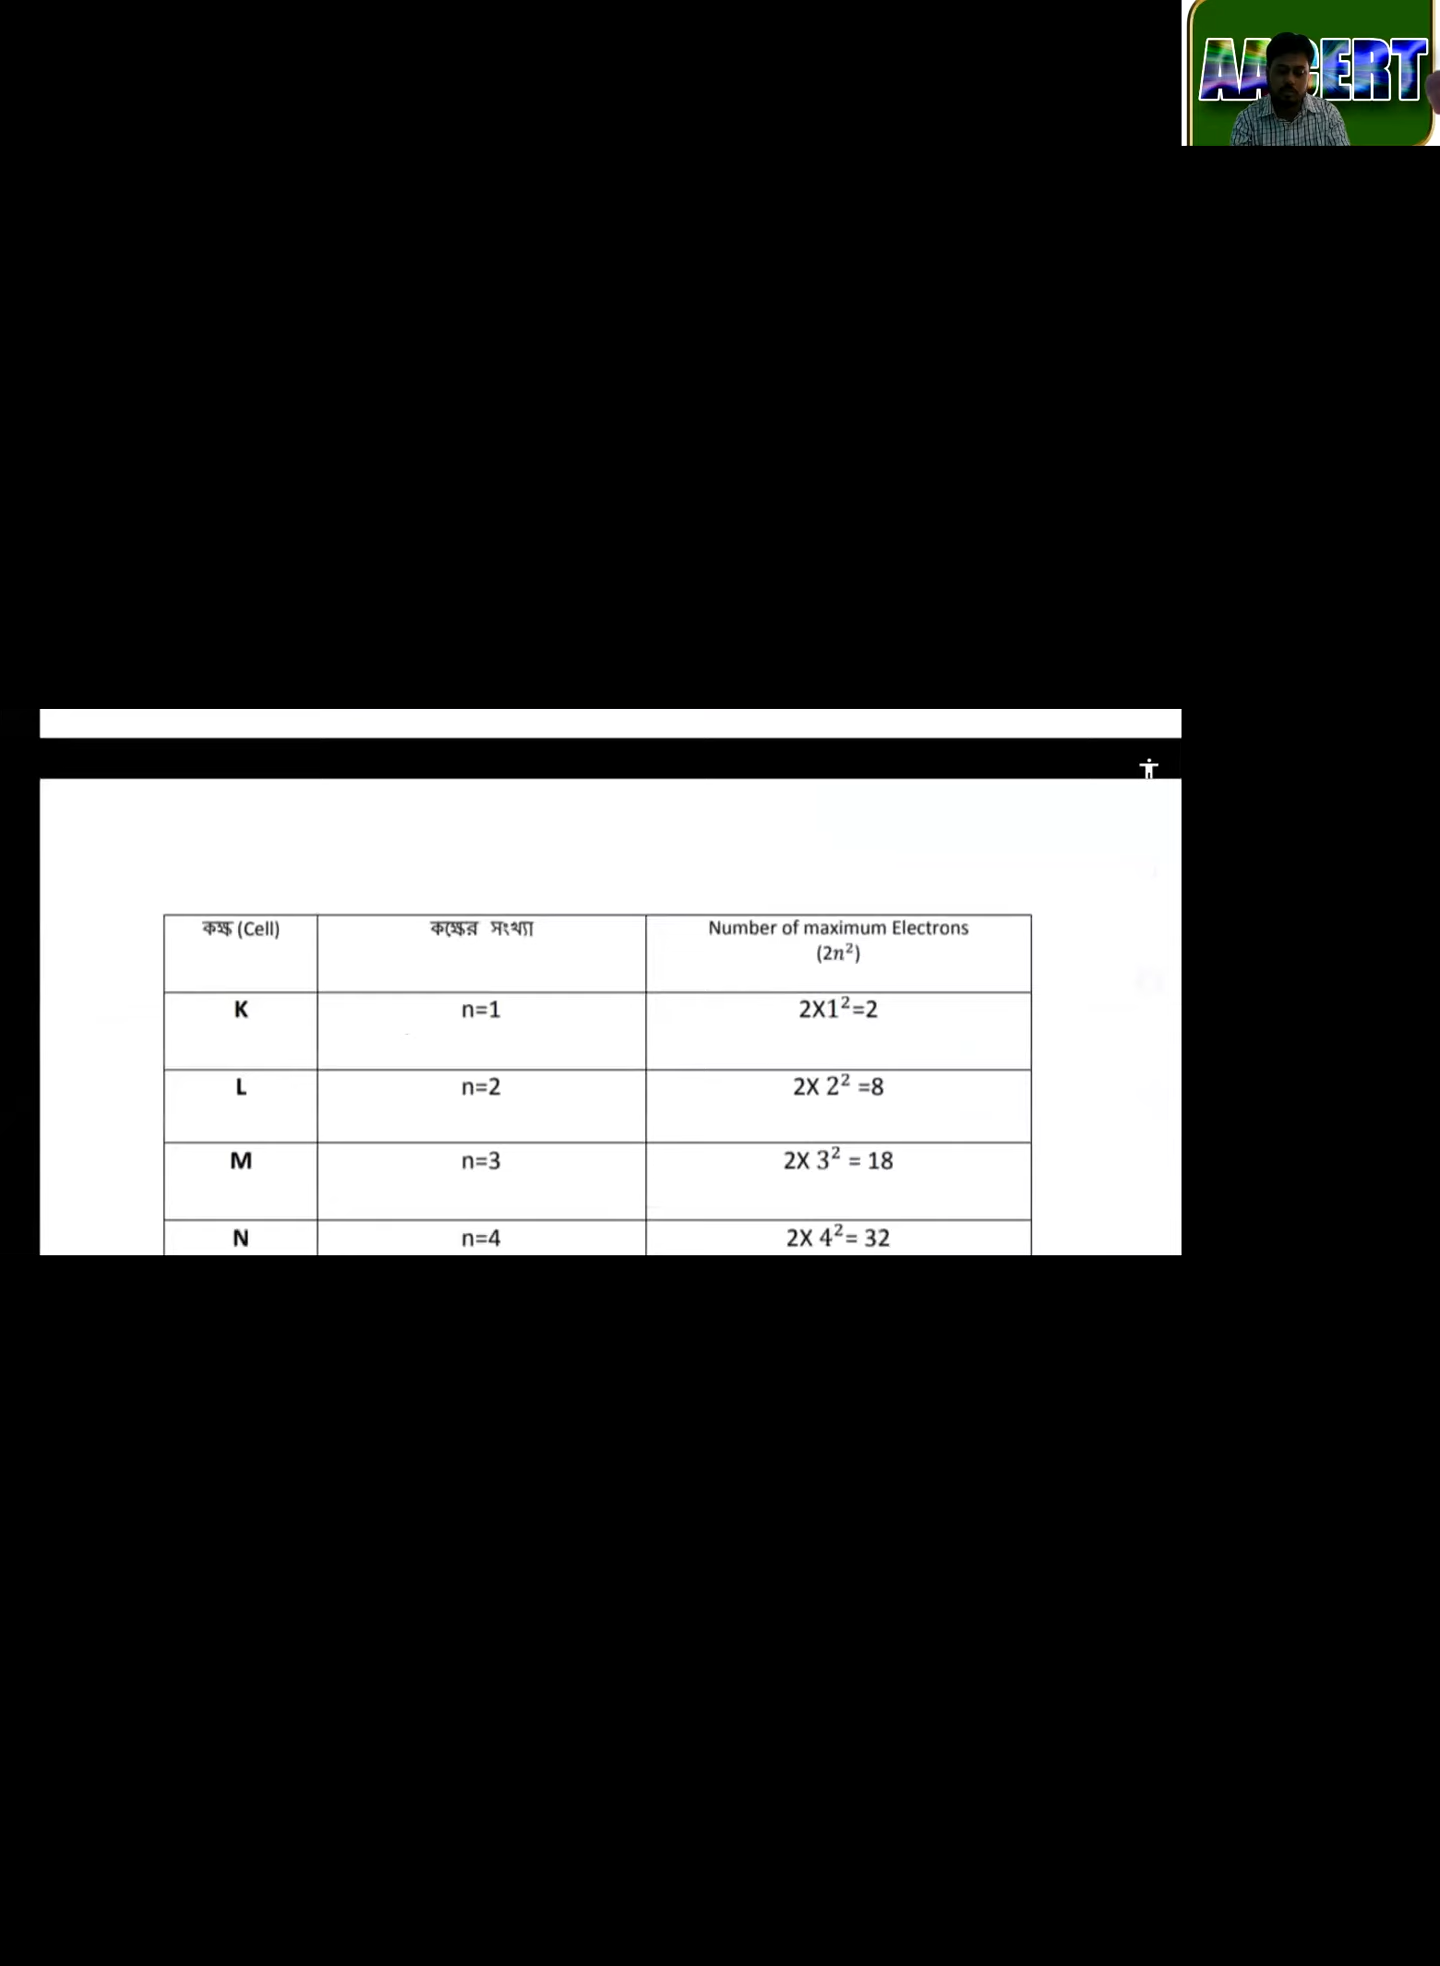 কক্ষ (Cell)
কক্ষের সংখ্যা
Number of maximum Electrons
(2n²)
K
n=1
2X1²=2
L
n=2
2X 2² =8
M
n=3
2X 3² = 18
N
n=4
2X 4²= 32